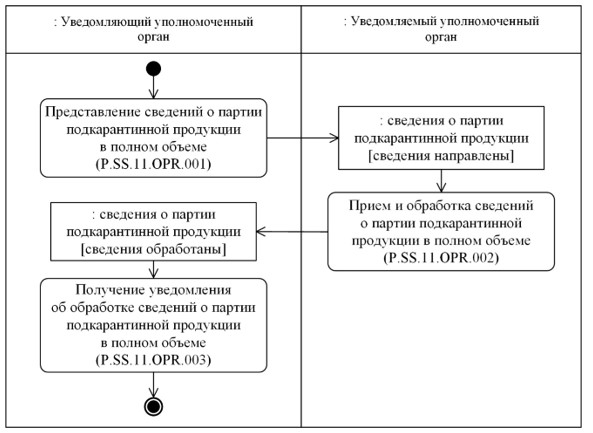 : Уведомляющий уполномоченный
орган
: Уведомляемый уполномоченный
орган
Представление сведений о партии
подкарантинной продукции
в полном объеме
(P.SS.11.OPR.001)
: сведения о партии
подкарантинной продукции
[сведения направлены]
Прием и обработка сведений
о партии подкарантинной
продукции в полном объеме
(P.SS.11.OPR.002)
: сведения о партии
подкарантинной продукции
[сведения обработаны]
Получение уведомления
об обработке сведений о партии
подкарантинной продукции
в полном объеме
(P.SS.11.OPR.003)